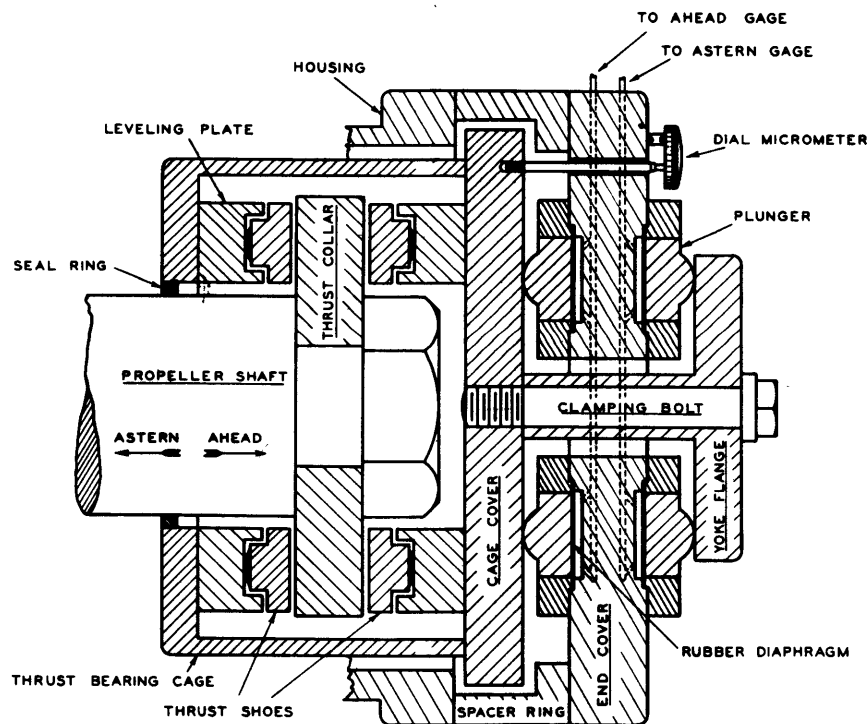 TO AHEAD GAGE
TO ASTERN GAGE
HOUSING
LEVELING PLATE
DIAL MICROMETER
PLUNGER
THRUST COLLAR
SEAL RING
PROPELLER SHAFT
CLAMPING BOLT
ASTERN AHEAD
CAGE COVER
YOKE FLANGE
END COVER
RUBBER DIAPHRAGM
THRUST BEARING CAGE
THRUST SHOES
SPACER RING